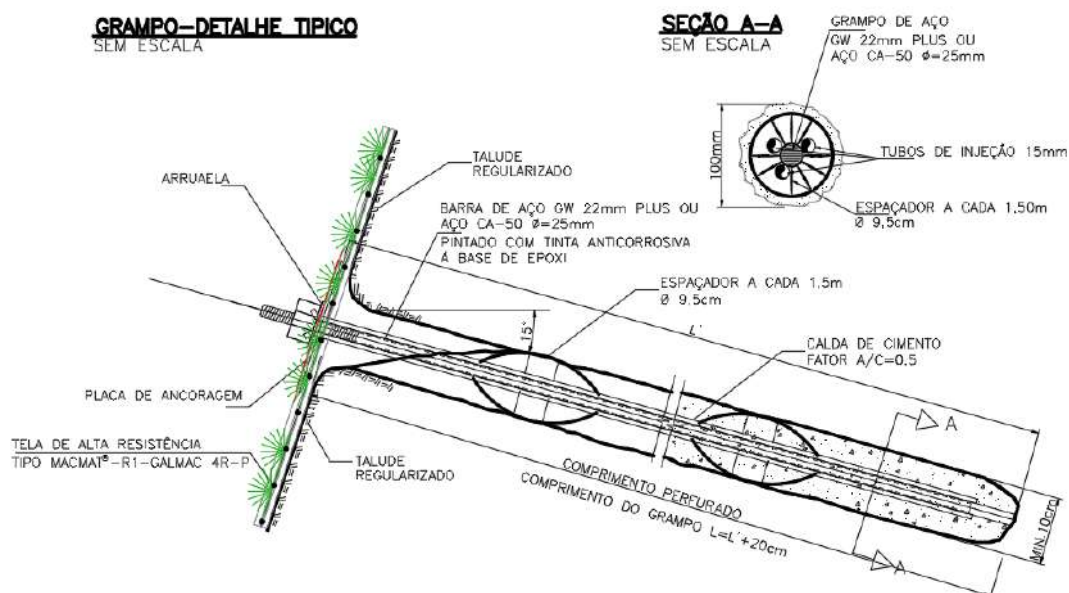 GRAMPO-DETALHE TIPICO
SEM ESCALA
SEÇÃO A-A
SEM ESCALA
GRAMPO DE AÇO
GW 22mm PLUS OU
AÇO CA-50 Ø=25mm
100mm
TUBOS DE INJEÇÃO 15mm
ESPAÇADOR A CADA 1,50m
Ø 9,5cm
TALUDE
REGULARIZADO
ARRUAELA
BARRA DE AÇO GW 22mm PLUS OU
AÇO CA-50 Ø=25mm
PINTADO COM TINTA ANTICORROSIVA
À BASE DE EPOXI
ESPAÇADOR A CADA 1.5m
Ø 9.5cm
L'
15°
CALDA DE CIMENTO
FATOR A/C=0.5
PLACA DE ANCORAGEM
A
TELA DE ALTA RESISTÊNCIA
TIPO MACMAT®-R1-GALMAC 4R-P
TALUDE
REGULARIZADO
COMPRIMENTO PERFURADO
COMPRIMENTO DO GRAMPO L=L'+20cm
MIN.10cm
A